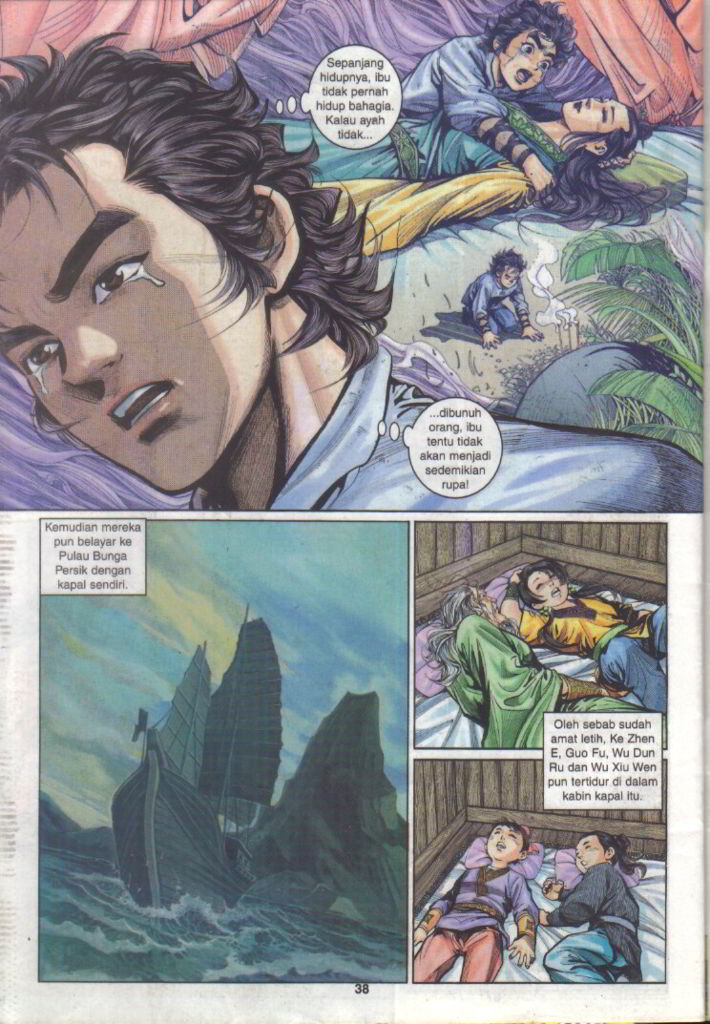 Sepanjang
hidupnya, ibu
tidak pernah
hidup bahagia.
Kalau ayah
tidak...
...dibunuh
orang, ibu
tentu tidak
akan menjadi
sedemikian
rupa!
Kemudian mereka
pun belayar ke
Pulau Bunga
Persik dengan
kapal sendiri.
Oleh sebab sudah
amat letih, Ke Zhen
E, Guo Fu, Wu Dun
Ru dan Wu Xiu Wen
pun tertidur di dalam
kabin kapal itu.
38